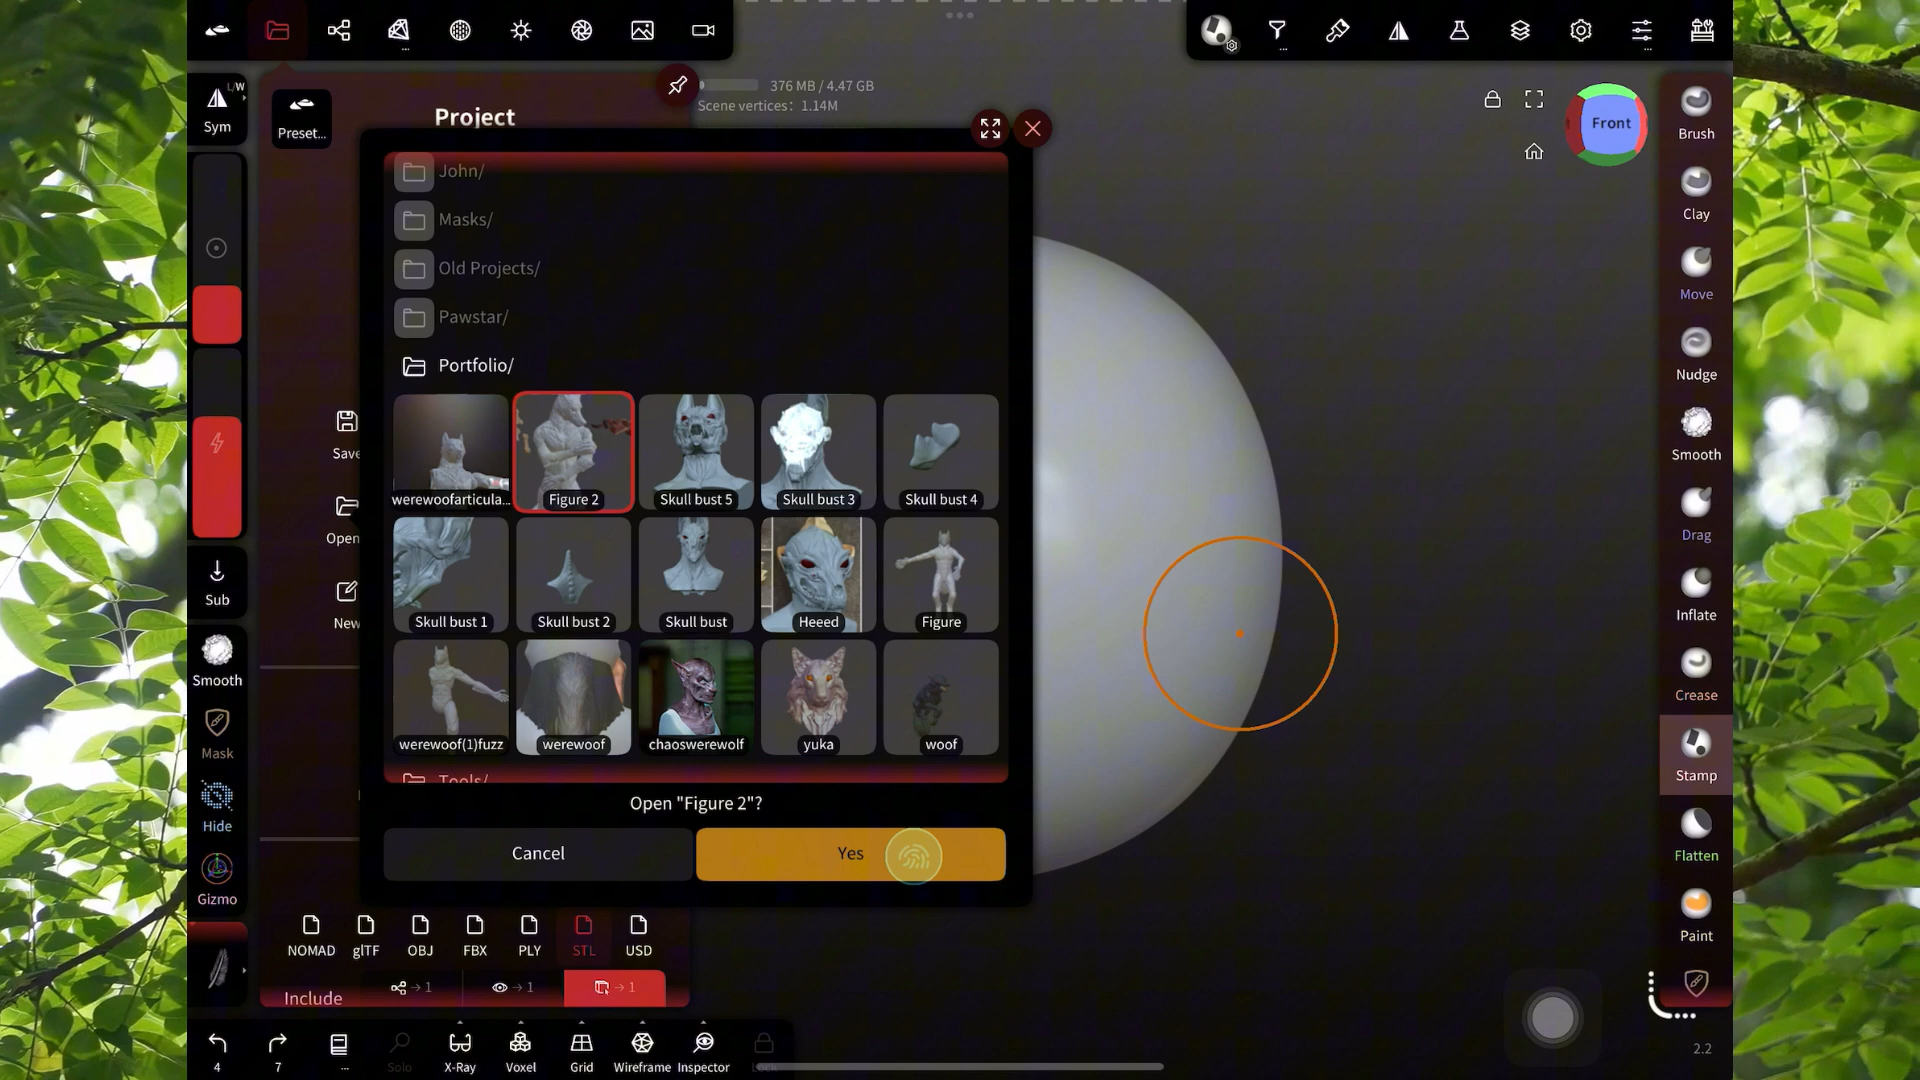 L/W
Sym
Preset...
Project
376 MB / 4.47 GB
Scene vertices: 1.14M
Front
Brush
Clay
Move
Nudge
Smooth
Drag
Inflate
Crease
Stamp
Flatten
Paint
John/
Masks/
Old Projects/
Pawstar/
Portfolio/
werewoofarticula...
Figure 2
Skull bust 5
Skull bust 3
Skull bust 4
Skull bust 1
Skull bust 2
Skull bust
Heeed
Figure
werewoof(1)fuzz
werewoof
chaoswerewolf
yuka
woof
Tools/
Open "Figure 2"?
Cancel
Yes
Save
Open
New
Sub
Smooth
Mask
Hide
Gizmo
NOMAD
glTF
OBJ
FBX
PLY
STL
USD
Include
→ 1
→ 1
→ 1
4
7
...
Solo
X-Ray
Voxel
Grid
Wireframe
Inspector
2.2